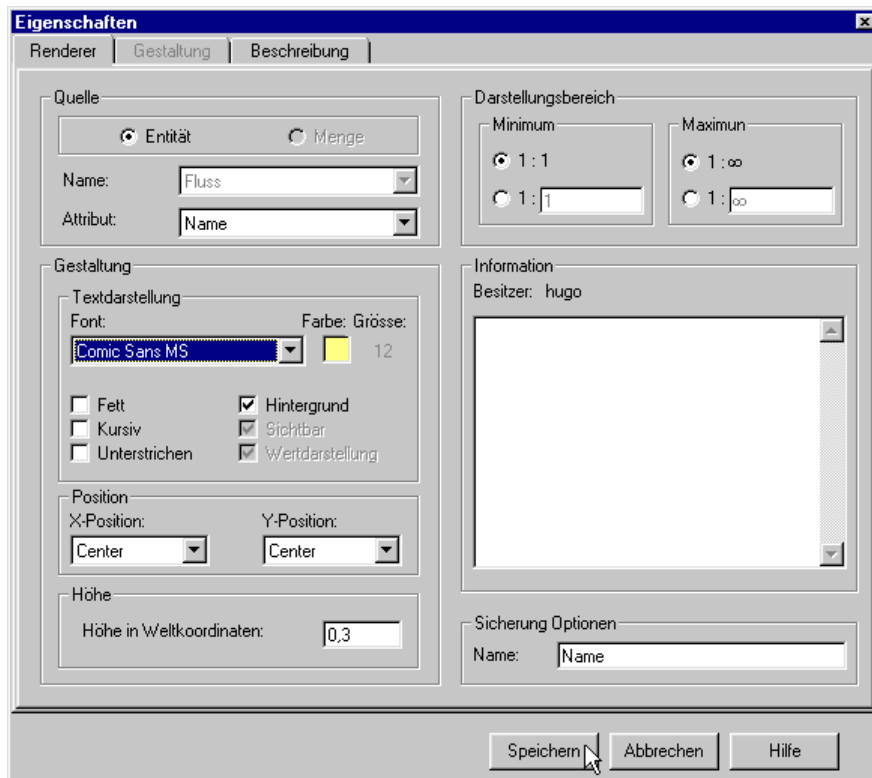 Eigenschaften
Renderer Gestaltung Beschreibung
Quelle
Entität Menge
Name: Fluss
Attribut: Name
Gestaltung
Textdarstellung
Font: Farbe: Grösse:
Comic Sans MS 12
Fett Hintergrund
Kursiv Sichtbar
Unterstrichen Wertdarstellung
Position
X-Position: Y-Position:
Center Center
Höhe
Höhe in Weltkoordinaten: 0,3
Darstellungsbereich
Minimum Maximun
1 : 1 1 : ∞
1 : 1 1 : ∞
Information
Besitzer: hugo
Sicherung Optionen
Name: Name
Speichern Abbrechen Hilfe